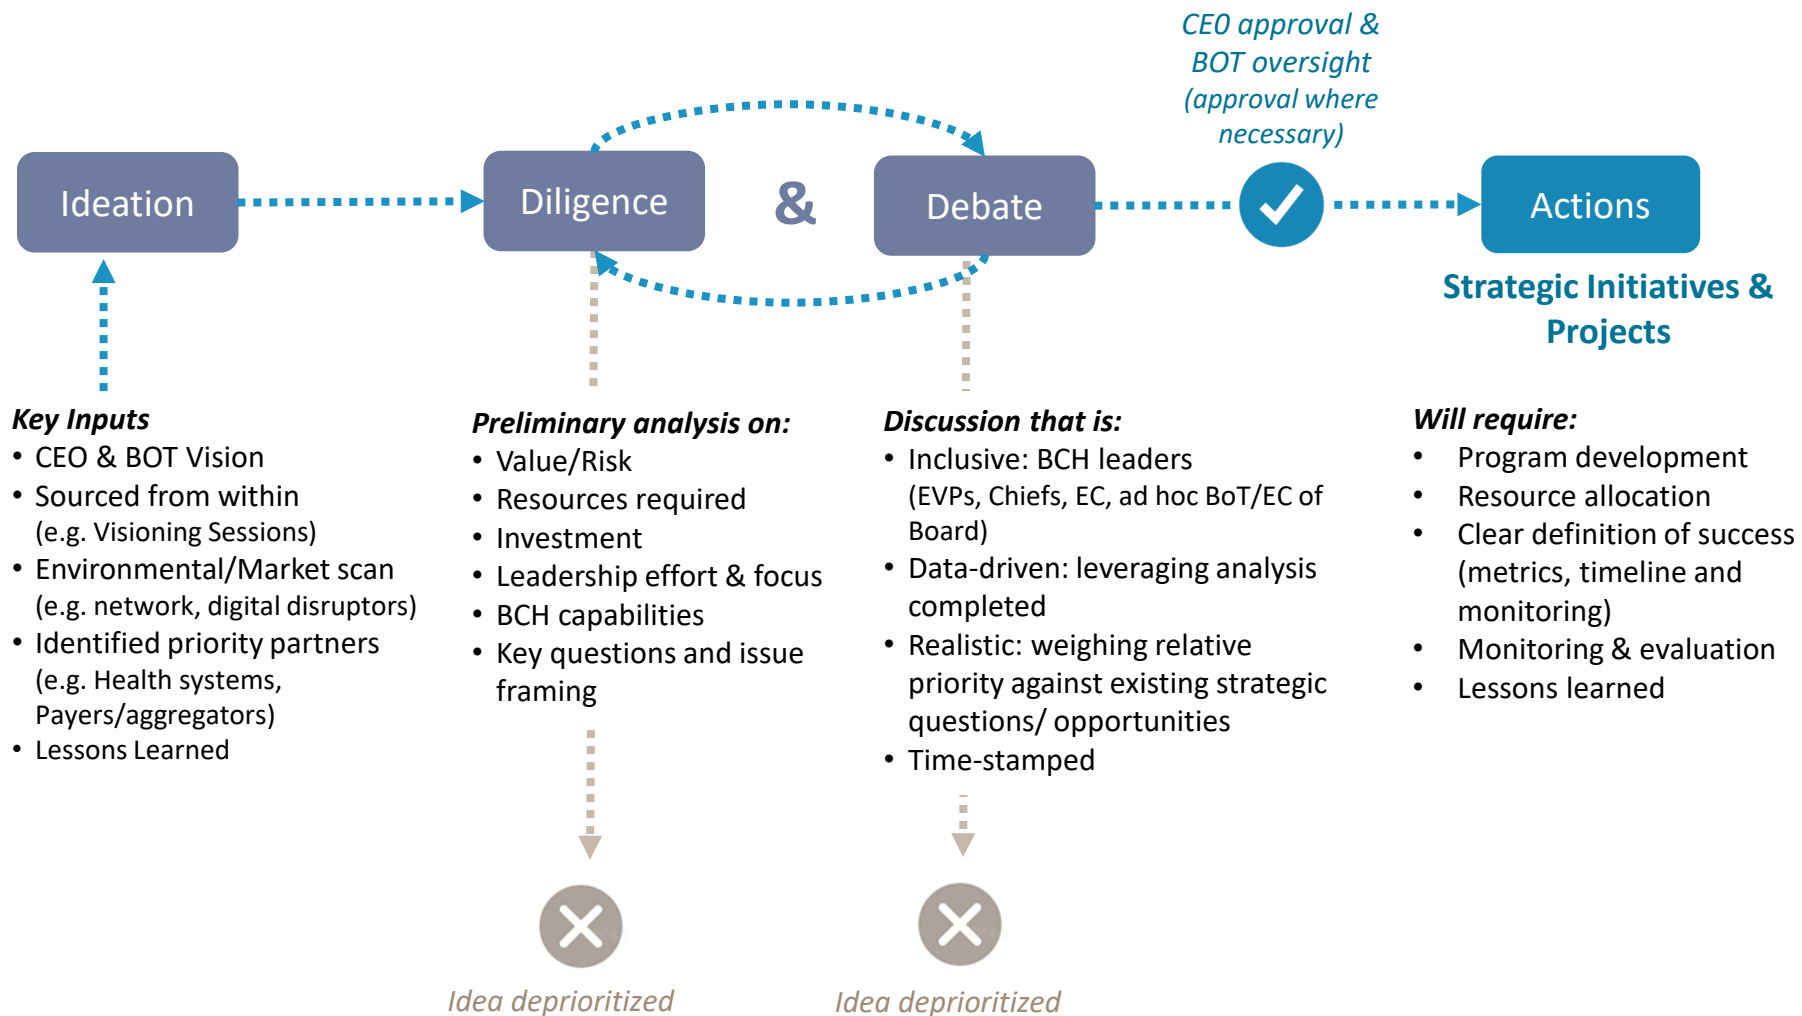 CE0 approval &
BOT oversight
(approval where
necessary)
Ideation
Diligence
&
Debate
Actions
Strategic Initiatives &
Projects
Key Inputs
• CEO & BOT Vision
• Sourced from within
(e.g. Visioning Sessions)
• Environmental/Market scan
(e.g. network, digital disruptors)
• Identified priority partners
(e.g. Health systems,
Payers/aggregators)
• Lessons Learned
Preliminary analysis on:
• Value/Risk
• Resources required
• Investment
• Leadership effort & focus
• BCH capabilities
• Key questions and issue
framing
Discussion that is:
• Inclusive: BCH leaders
(EVPs, Chiefs, EC, ad hoc BoT/EC of
Board)
• Data-driven: leveraging analysis
completed
• Realistic: weighing relative
priority against existing strategic
questions/ opportunities
• Time-stamped
Will require:
• Program development
• Resource allocation
• Clear definition of success
(metrics, timeline and
monitoring)
• Monitoring & evaluation
• Lessons learned
Idea deprioritized
Idea deprioritized